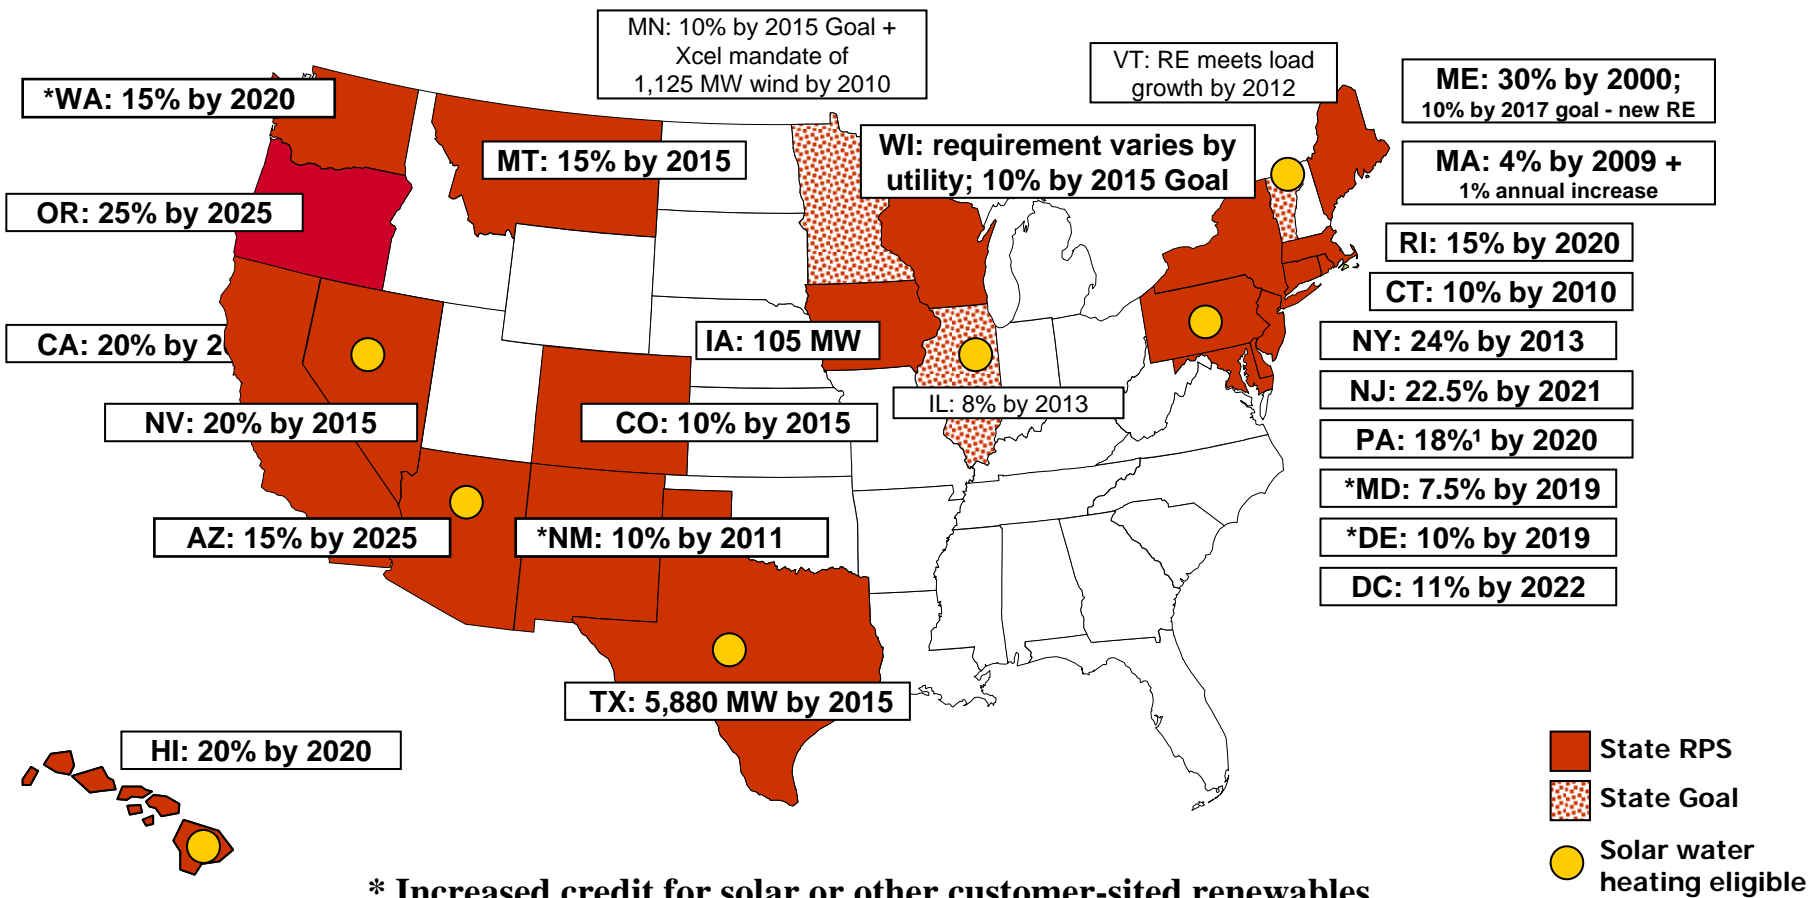 MN: 10% by 2015 Goal +
Xcel mandate of
1,125 MW wind by 2010
VT: RE meets load
growth by 2012
*WA: 15% by 2020
ME: 30% by 2000;
10% by 2017 goal - new RE
MT: 15% by 2015
WI: requirement varies by
utility; 10% by 2015 Goal
MA: 4% by 2009 +
1% annual increase
OR: 25% by 2025
RI: 15% by 2020
CT: 10% by 2010
CA: 20% by
IA: 105 MW
NY: 24% by 2013
NJ: 22.5% by 2021
IL: 8% by 2013
NV: 20% by 2015
CO: 10% by 2015
PA: 18%¹ by 2020
*MD: 7.5% by 2019
AZ: 15% by 2025
*NM: 10% by 2011
*DE: 10% by 2019
DC: 11% by 2022
TX: 5,880 MW by 2015
HI: 20% by 2020
State RPS
State Goal
Solar water
heating eligible
* Increased credit for solar or other customer-sited renewables